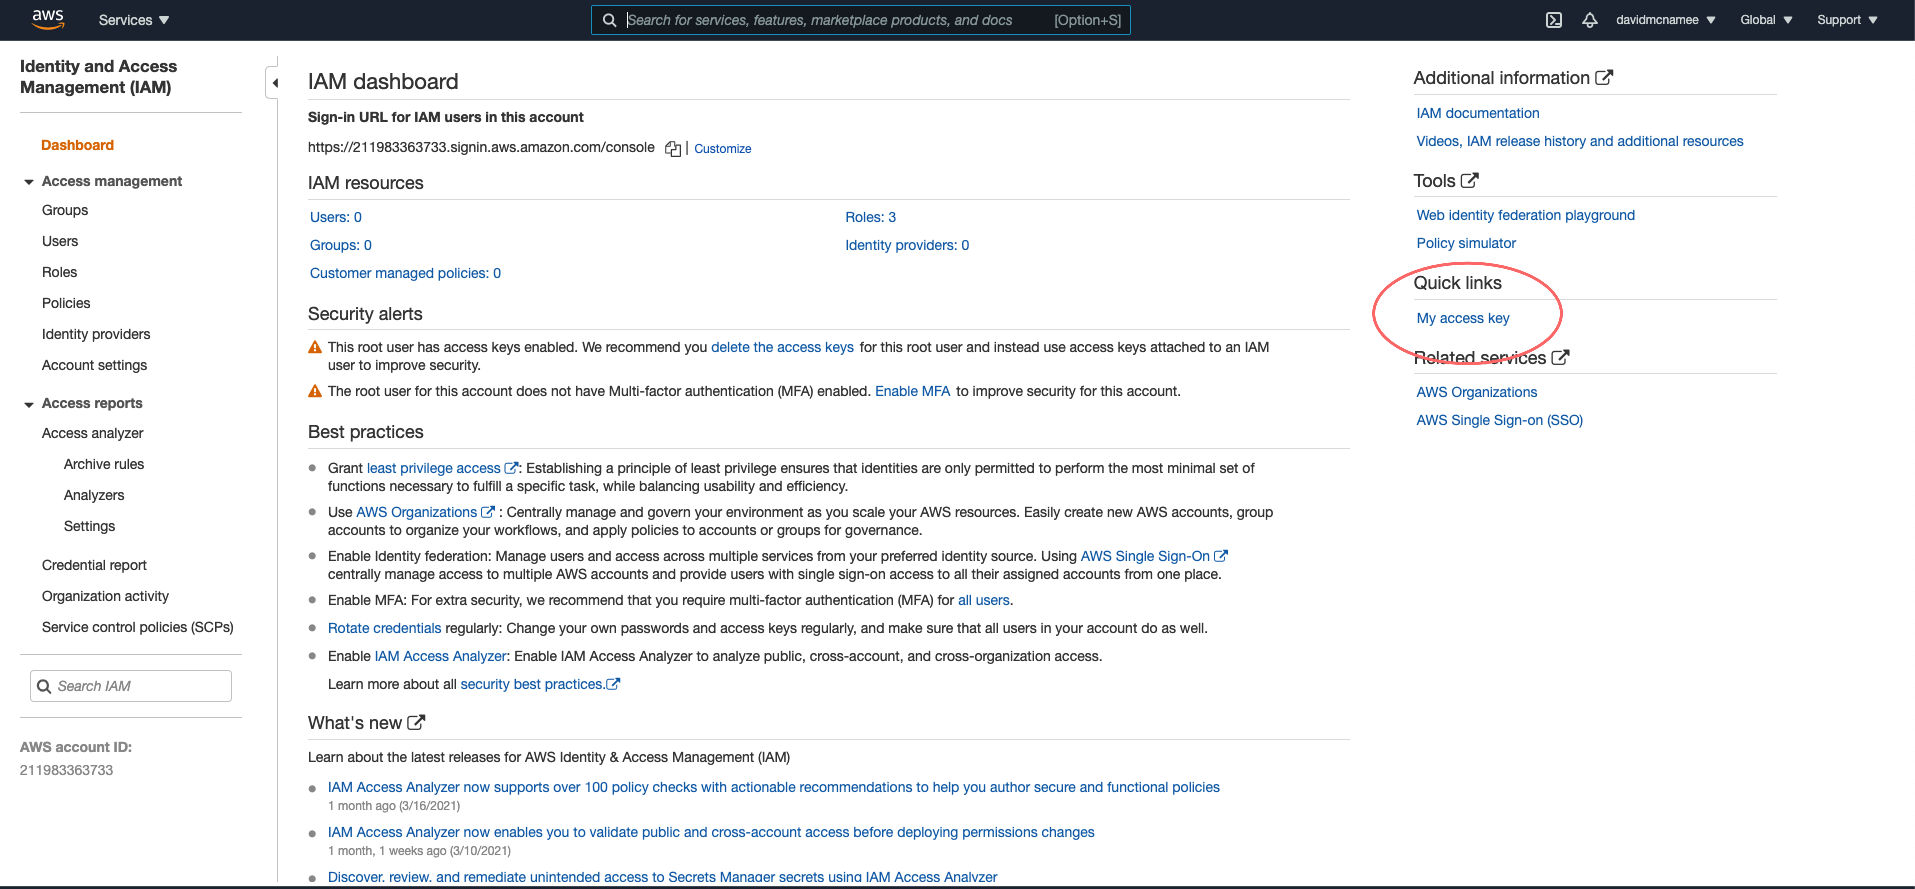 aws
Services
Search for services, features, marketplace products, and docs
[Option+S]
davidmcnamee
Global
Support
Identity and Access
Management (IAM)
Dashboard
Access management
Groups
Users
Roles
Policies
Identity providers
Account settings
Access reports
Access analyzer
Archive rules
Analyzers
Settings
Credential report
Organization activity
Service control policies (SCPs)
Search IAM
AWS account ID:
211983363733
IAM dashboard
Sign-in URL for IAM users in this account
https://211983363733.signin.aws.amazon.com/console | Customize
IAM resources
Users: 0
Roles: 3
Groups: 0
Identity providers: 0
Customer managed policies: 0
Security alerts
This root user has access keys enabled. We recommend you delete the access keys for this root user and instead use access keys attached to an IAM
user to improve security.
The root user for this account does not have Multi-factor authentication (MFA) enabled. Enable MFA to improve security for this account.
Best practices
Grant least privilege access : Establishing a principle of least privilege ensures that identities are only permitted to perform the most minimal set of
functions necessary to fulfill a specific task, while balancing usability and efficiency.
Use AWS Organizations : Centrally manage and govern your environment as you scale your AWS resources. Easily create new AWS accounts, group
accounts to organize your workflows, and apply policies to accounts or groups for governance.
Enable Identity federation: Manage users and access across multiple services from your preferred identity source. Using AWS Single Sign-On
centrally manage access to multiple AWS accounts and provide users with single sign-on access to all their assigned accounts from one place.
Enable MFA: For extra security, we recommend that you require multi-factor authentication (MFA) for all users.
Rotate credentials regularly: Change your own passwords and access keys regularly, and make sure that all users in your account do as well.
Enable IAM Access Analyzer: Enable IAM Access Analyzer to analyze public, cross-account, and cross-organization access.
Learn more about all security best practices.
What's new
Learn about the latest releases for AWS Identity & Access Management (IAM)
IAM Access Analyzer now supports over 100 policy checks with actionable recommendations to help you author secure and functional policies
1 month ago (3/16/2021)
IAM Access Analyzer now enables you to validate public and cross-account access before deploying permissions changes
1 month, 1 weeks ago (3/10/2021)
Discover, review, and remediate unintended access to Secrets Manager secrets using IAM Access Analyzer
Additional information
IAM documentation
Videos, IAM release history and additional resources
Tools
Web identity federation playground
Policy simulator
Quick links
My access key
Related services
AWS Organizations
AWS Single Sign-on (SSO)